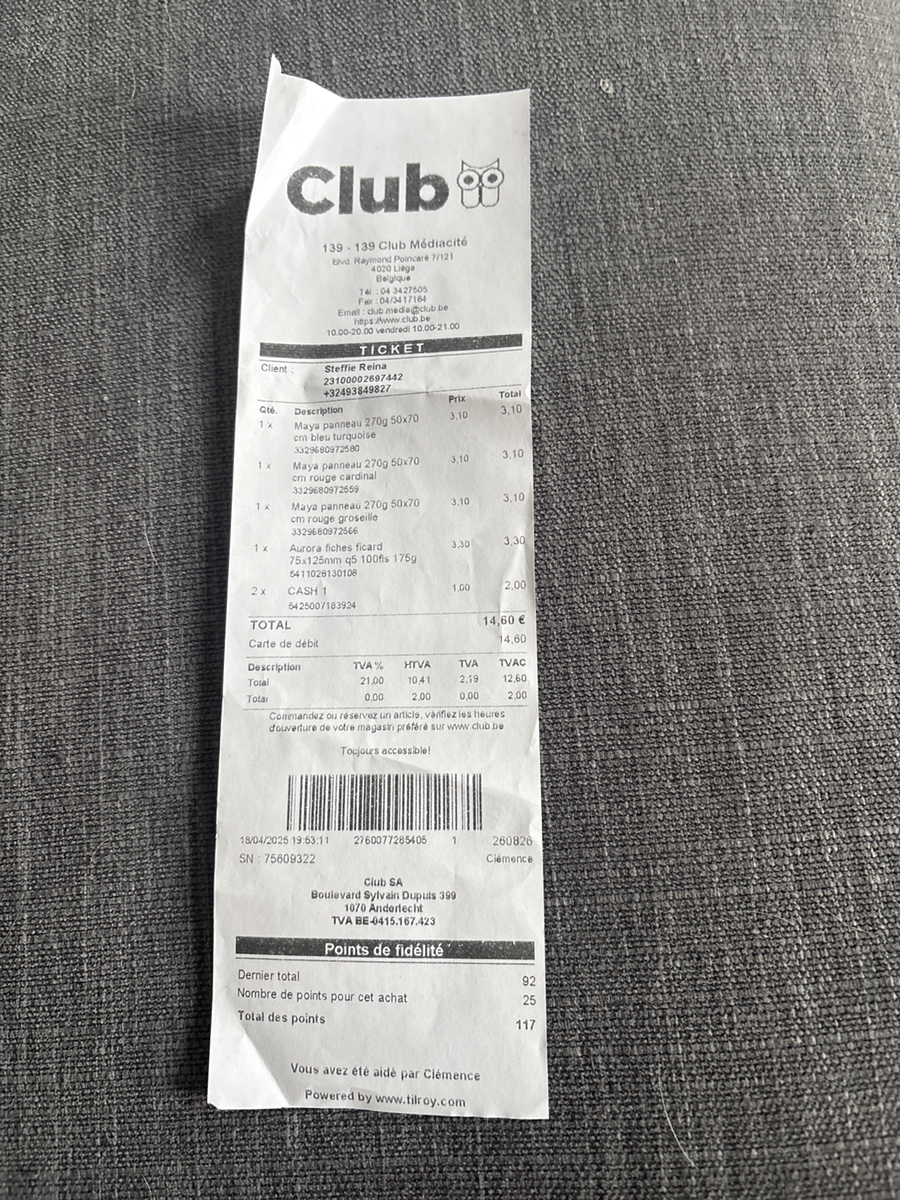 Club
139 - 139 Club Médiacité
Blvd. Raymond Poincaré 7/121
4020 Liège
Belgique
Tél. : 04 3427505
Fax : 04/3417184
Email : club.media@club.be
https://www.club.be
10.00-20.00 vendredi 10.00-21.00
TICKET
Client : Steffie Reina
23100002697442
+32493849827
Qté. Description Prix Total
1 x Maya panneau 270g 50x70 3,10 3,10
cm bleu turquoise
3329680972580
1 x Maya panneau 270g 50x70 3,10 3,10
cm rouge cardinal
3329680972559
1 x Maya panneau 270g 50x70 3,10 3,10
cm rouge groseille
3329680972566
1 x Aurora fiches ficard 3,30 3,30
75x125mm q5 100fls 175g
5411028130108
2 x CASH 1 1,00 2,00
5425007183924
TOTAL 14,60 €
Carte de débit 14,60
Description TVA % HTVA TVA TVAC
Total 21,00 10,41 2,19 12,60
Total 0,00 2,00 0,00 2,00
Commandez ou réservez un article, vérifiez les heures
d'ouverture de votre magasin préféré sur www.club.be
Toujours accessible!
18/04/2025 19:53:11 2760077265405 1 260826
SN : 75609322 Clémence
Club SA
Boulevard Sylvain Dupuis 399
1070 Anderlecht
TVA BE-0415.167.423
Points de fidélité
Dernier total 92
Nombre de points pour cet achat 25
Total des points 117
Vous avez été aidé par Clémence
Powered by www.tilroy.com